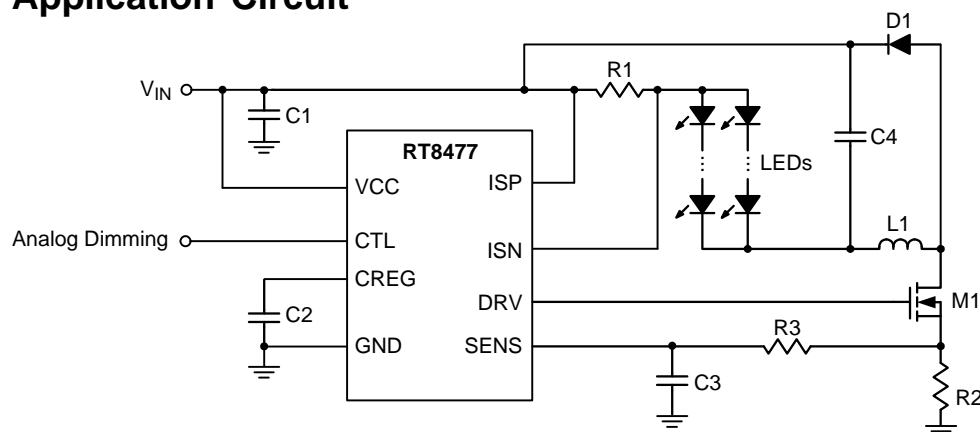 Application Circuit
D1
R1
V_IN
C1
C4
RT8477
LEDs
VCC
ISP
L1
Analog Dimming
CTL
ISN
CREG
DRV
M1
C2
R3
GND
SENS
C3
R2